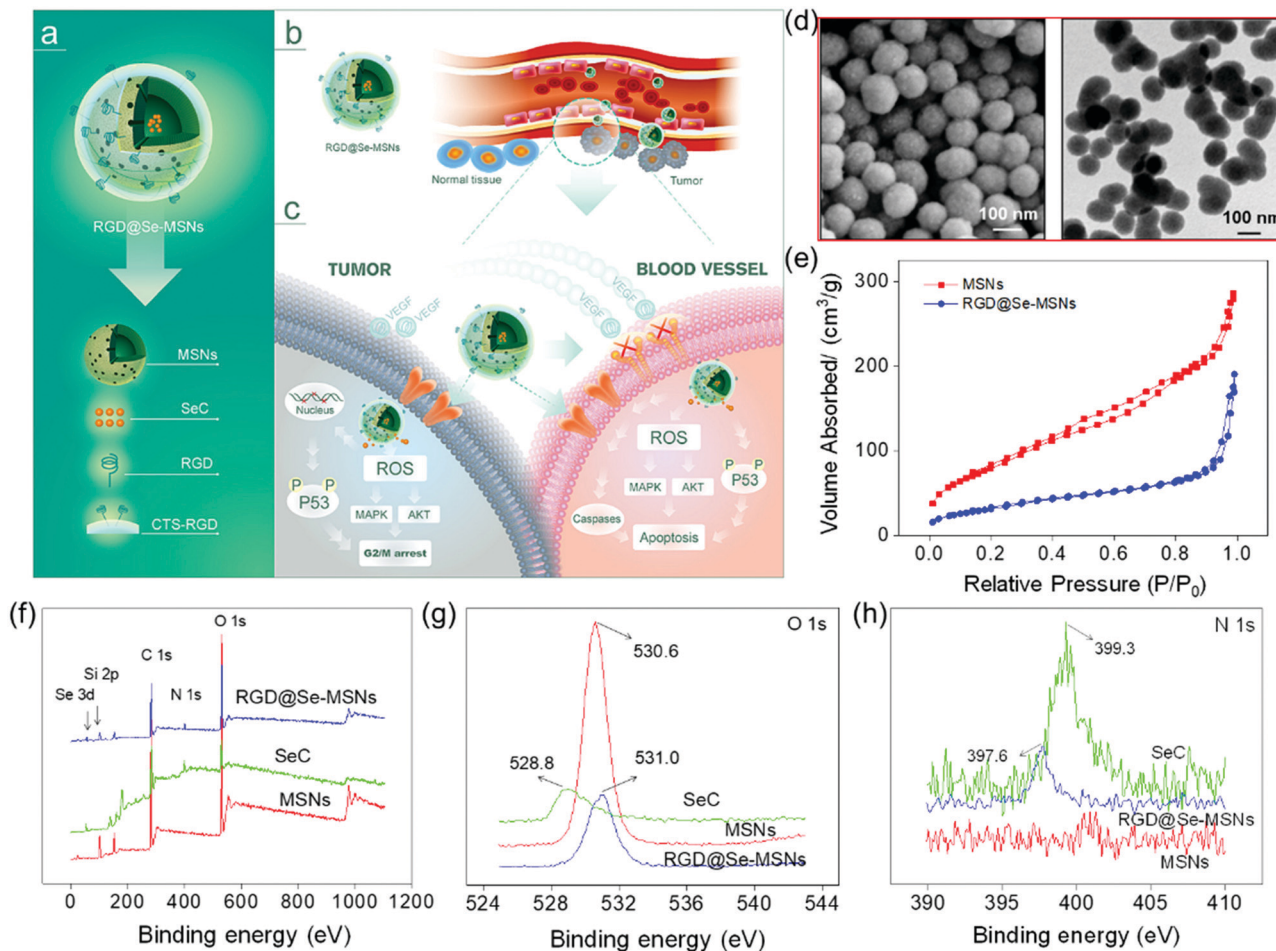 a
RGD@Se-MSNs
MSNs
SeC
RGD
CTS-RGD
b
RGD@Se-MSNs
Normal tissue
Tumor
c
TUMOR
BLOOD VESSEL
VEGF
VEGF
VEGF
VEGF
Nucleus
ROS
P
P
P53
MAPK
AKT
G2/M arrest
ROS
P
P
P53
MAPK
AKT
Caspases
Apoptosis
(d)
100 nm
100 nm
(e)
300
200
100
0
MSNs
RGD@Se-MSNs
Volume Absorbed/ (cm³/g)
0.0 0.2 0.4 0.6 0.8 1.0
Relative Pressure (P/P₀)
(f)
O 1s
C 1s
Si 2p
N 1s
Se 3d
RGD@Se-MSNs
SeC
MSNs
0 200 400 600 800 1000 1200
Binding energy (eV)
(g)
O 1s
530.6
528.8
531.0
SeC
MSNs
RGD@Se-MSNs
524 528 532 536 540 544
Binding energy (eV)
(h)
N 1s
399.3
397.6
SeC
RGD@Se-MSNs
MSNs
390 395 400 405 410
Binding energy (eV)